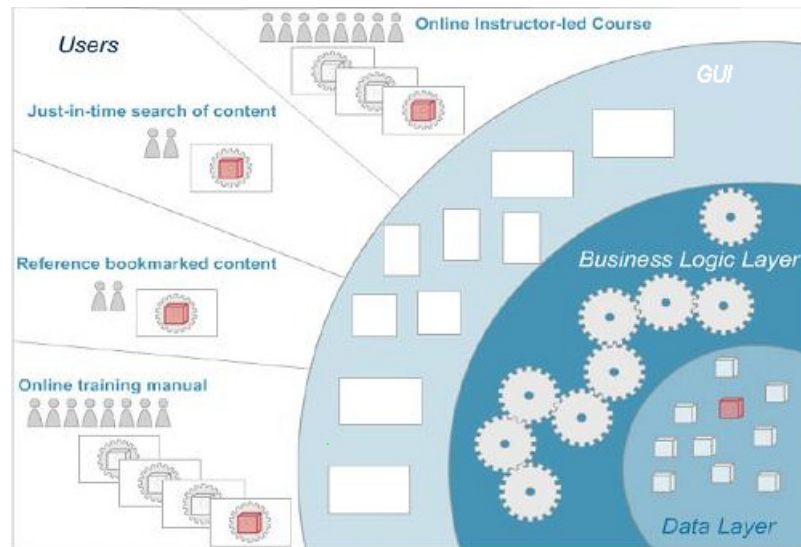 Users
Online Instructor-led Course
GUI
Just-in-time search of content
Business Logic Layer
Reference bookmarked content
Online training manual
Data Layer